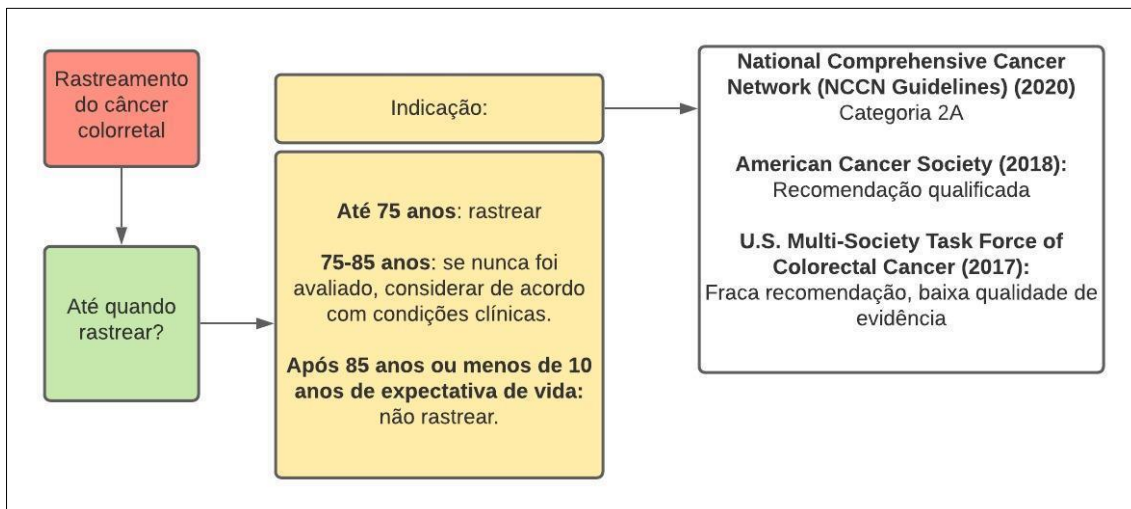 Rastreamento
do câncer
colorretal
Até quando
rastrear?
Indicação:
Até 75 anos: rastrear
75-85 anos: se nunca foi
avaliado, considerar de acordo
com condições clínicas.
Após 85 anos ou menos de 10
anos de expectativa de vida:
não rastrear.
National Comprehensive Cancer
Network (NCCN Guidelines) (2020)
Categoria 2A
American Cancer Society (2018):
Recomendação qualificada
U.S. Multi-Society Task Force of
Colorectal Cancer (2017):
Fraca recomendação, baixa qualidade de
evidência